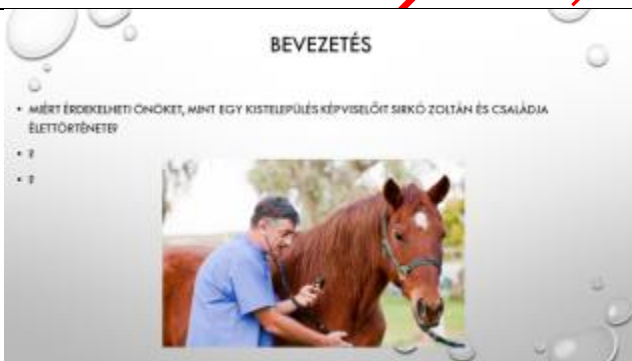 BEVEZETÉS
• MIÉRT ÉRDEKELHETI ÖNÖKET, MINT EGY KISTELEPÜLÉS KÉPVISELŐIT SIRKÓ ZOLTÁN ÉS CSALÁDJA
ÉLETTÖRTÉNETE?
• ?
• ?